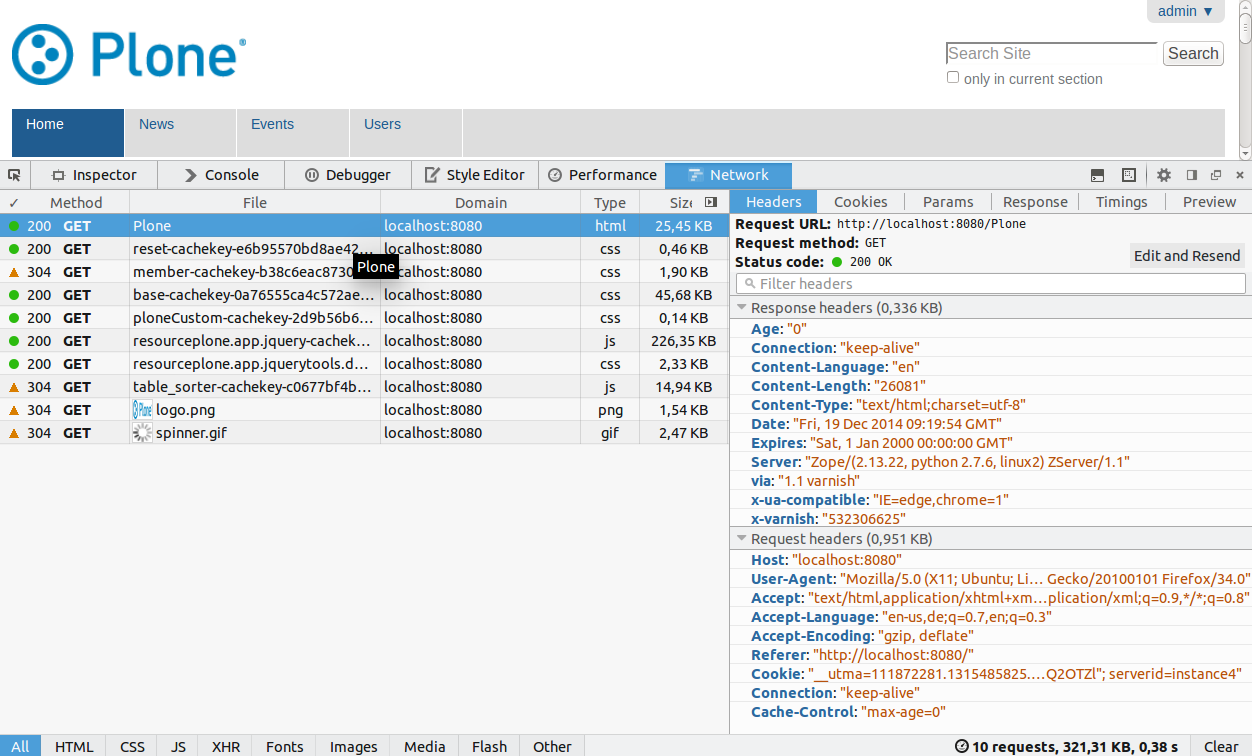 admin ▼
Plone®
Search Site Search
only in current section
Home News Events Users
Inspector Console Debugger Style Editor Performance Network
✓ Method File Domain Type Size
200 GET Plone localhost:8080 html 25,45 KB
200 GET reset-cachekey-e6b95570bd8ae42… localhost:8080 css 0,46 KB
304 GET member-cachekey-b38c6eac8730 localhost:8080 css 1,90 KB
Plone
200 GET base-cachekey-0a76555ca4c572ae… localhost:8080 css 45,68 KB
200 GET ploneCustom-cachekey-2d9b56b6… localhost:8080 css 0,14 KB
200 GET resourceplone.app.jquery-cachek… localhost:8080 js 226,35 KB
200 GET resourceplone.app.jquerytools.d… localhost:8080 css 2,33 KB
304 GET table_sorter-cachekey-c0677bf4b… localhost:8080 js 14,94 KB
304 GET logo.png localhost:8080 png 1,54 KB
304 GET spinner.gif localhost:8080 gif 2,47 KB
Headers Cookies Params Response Timings Preview
Request URL: http://localhost:8080/Plone
Request method: GET
Status code: 200 OK
Edit and Resend
Filter headers
Response headers (0,336 KB)
Age: "0"
Connection: "keep-alive"
Content-Language: "en"
Content-Length: "26081"
Content-Type: "text/html;charset=utf-8"
Date: "Fri, 19 Dec 2014 09:19:54 GMT"
Expires: "Sat, 1 Jan 2000 00:00:00 GMT"
Server: "Zope/(2.13.22, python 2.7.6, linux2) ZServer/1.1"
via: "1.1 varnish"
x-ua-compatible: "IE=edge,chrome=1"
x-varnish: "532306625"
Request headers (0,951 KB)
Host: "localhost:8080"
User-Agent: "Mozilla/5.0 (X11; Ubuntu; Li… Gecko/20100101 Firefox/34.0"
Accept: "text/html,application/xhtml+xm…plication/xml;q=0.9,*/*;q=0.8"
Accept-Language: "en-us,de;q=0.7,en;q=0.3"
Accept-Encoding: "gzip, deflate"
Referer: "http://localhost:8080/"
Cookie: "__utma=111872281.1315485825.…Q2OTZl"; serverid=instance4"
Connection: "keep-alive"
Cache-Control: "max-age=0"
All HTML CSS JS XHR Fonts Images Media Flash Other 10 requests, 321,31 KB, 0,38 s Clear